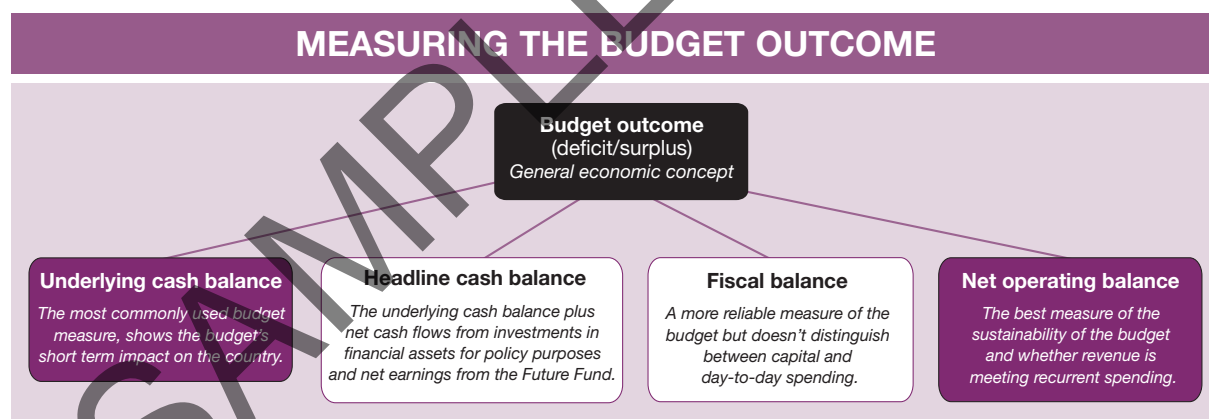 MEASURING THE BUDGET OUTCOME
Budget outcome
(deficit/surplus)
General economic concept
Underlying cash balance
The most commonly used budget
measure, shows the budget's
short term impact on the country.
Headline cash balance
The underlying cash balance plus
net cash flows from investments in
financial assets for policy purposes
and net earnings from the Future Fund.
Fiscal balance
A more reliable measure of the
budget but doesn't distinguish
between capital and
day-to-day spending.
Net operating balance
The best measure of the
sustainability of the budget
and whether revenue is
meeting recurrent spending.
SAMPLE